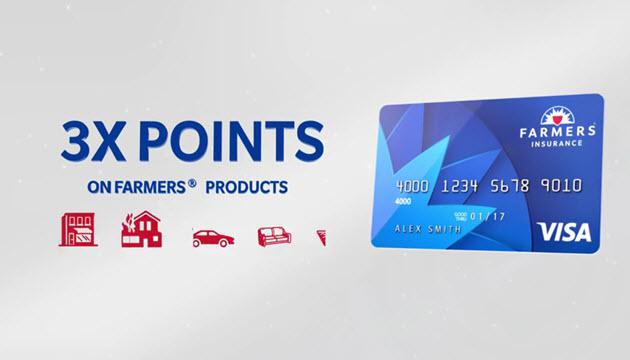 3X POINTS
ON FARMERS® PRODUCTS
FARMERS
INSURANCE
4000 1234 5678 9010
4000
GOOD THRU 01/17
ALEX SMITH
VISA